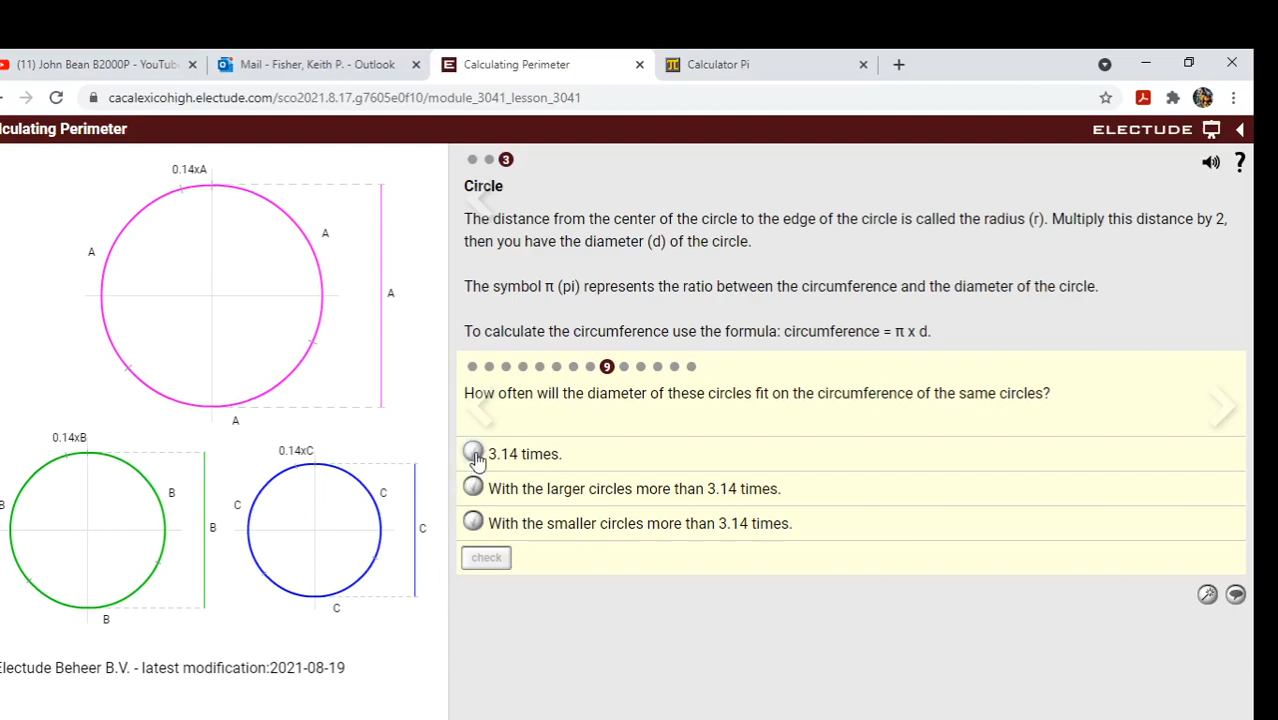 (11) John Bean B2000P - YouTub
Mail - Fisher, Keith P. - Outlook
Calculating Perimeter
Calculator Pi
cacalexicohigh.electude.com/sco2021.8.17.g7605e0f10/module_3041_lesson_3041
lculating Perimeter
ELECTUDE
0.14xA
A
A
A
A
0.14xB
B
B
B
B
0.14xC
C
C
C
C
Electude Beheer B.V. - latest modification:2021-08-19
3
?
Circle
The distance from the center of the circle to the edge of the circle is called the radius (r). Multiply this distance by 2,
then you have the diameter (d) of the circle.
The symbol π (pi) represents the ratio between the circumference and the diameter of the circle.
To calculate the circumference use the formula: circumference = π x d.
9
How often will the diameter of these circles fit on the circumference of the same circles?
3.14 times.
With the larger circles more than 3.14 times.
With the smaller circles more than 3.14 times.
check